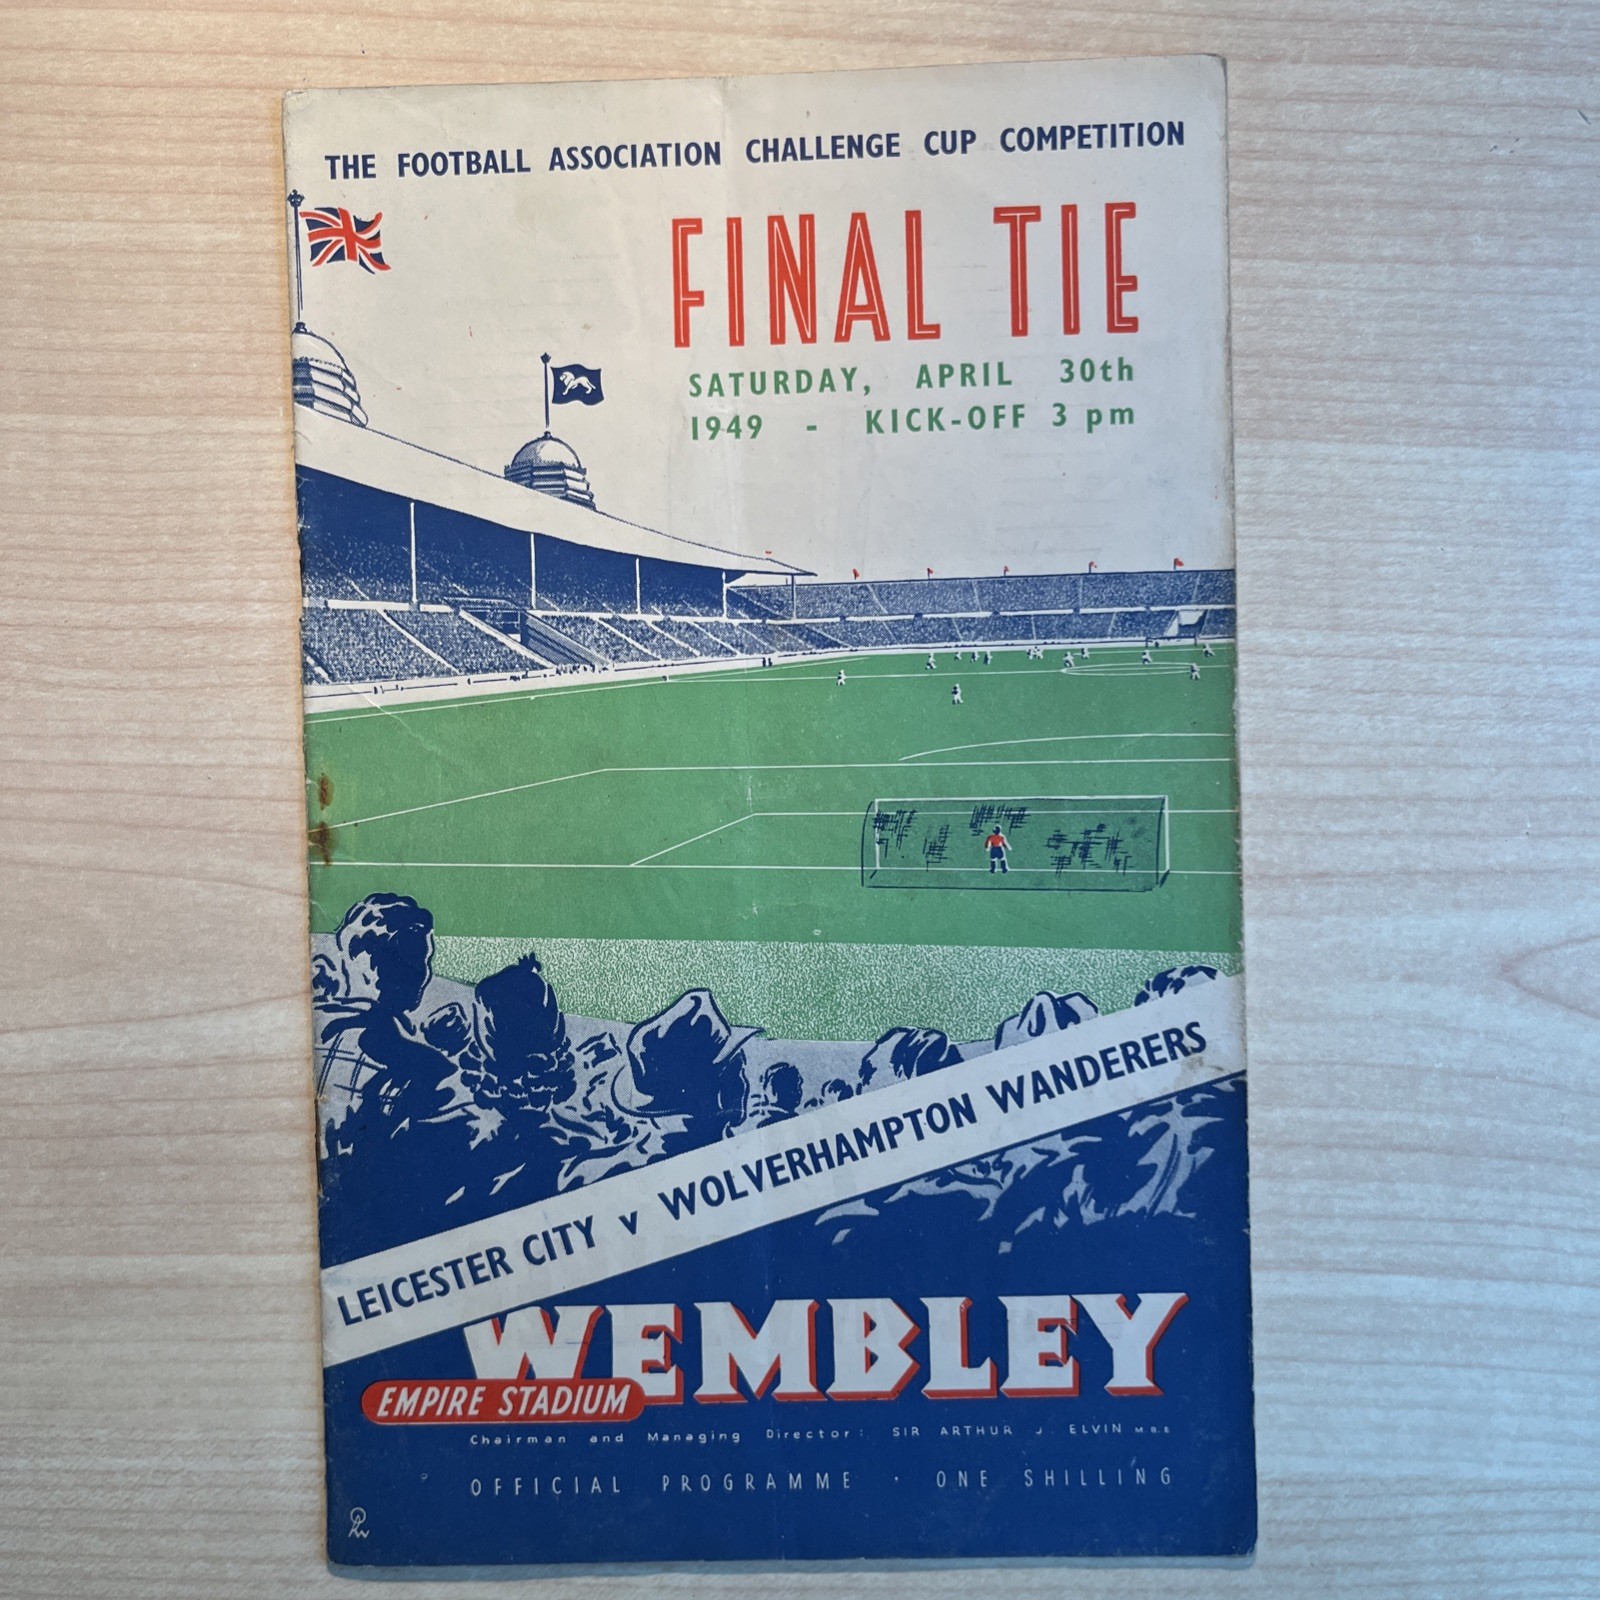 THE FOOTBALL ASSOCIATION CHALLENGE CUP COMPETITION
FINAL TIE
SATURDAY, APRIL 30th
1949 - KICK-OFF 3 pm
LEICESTER CITY v WOLVERHAMPTON WANDERERS
WEMBLEY
EMPIRE STADIUM
Chairman and Managing Director: SIR ARTHUR J. ELVIN M.B.E
OFFICIAL PROGRAMME · ONE SHILLING